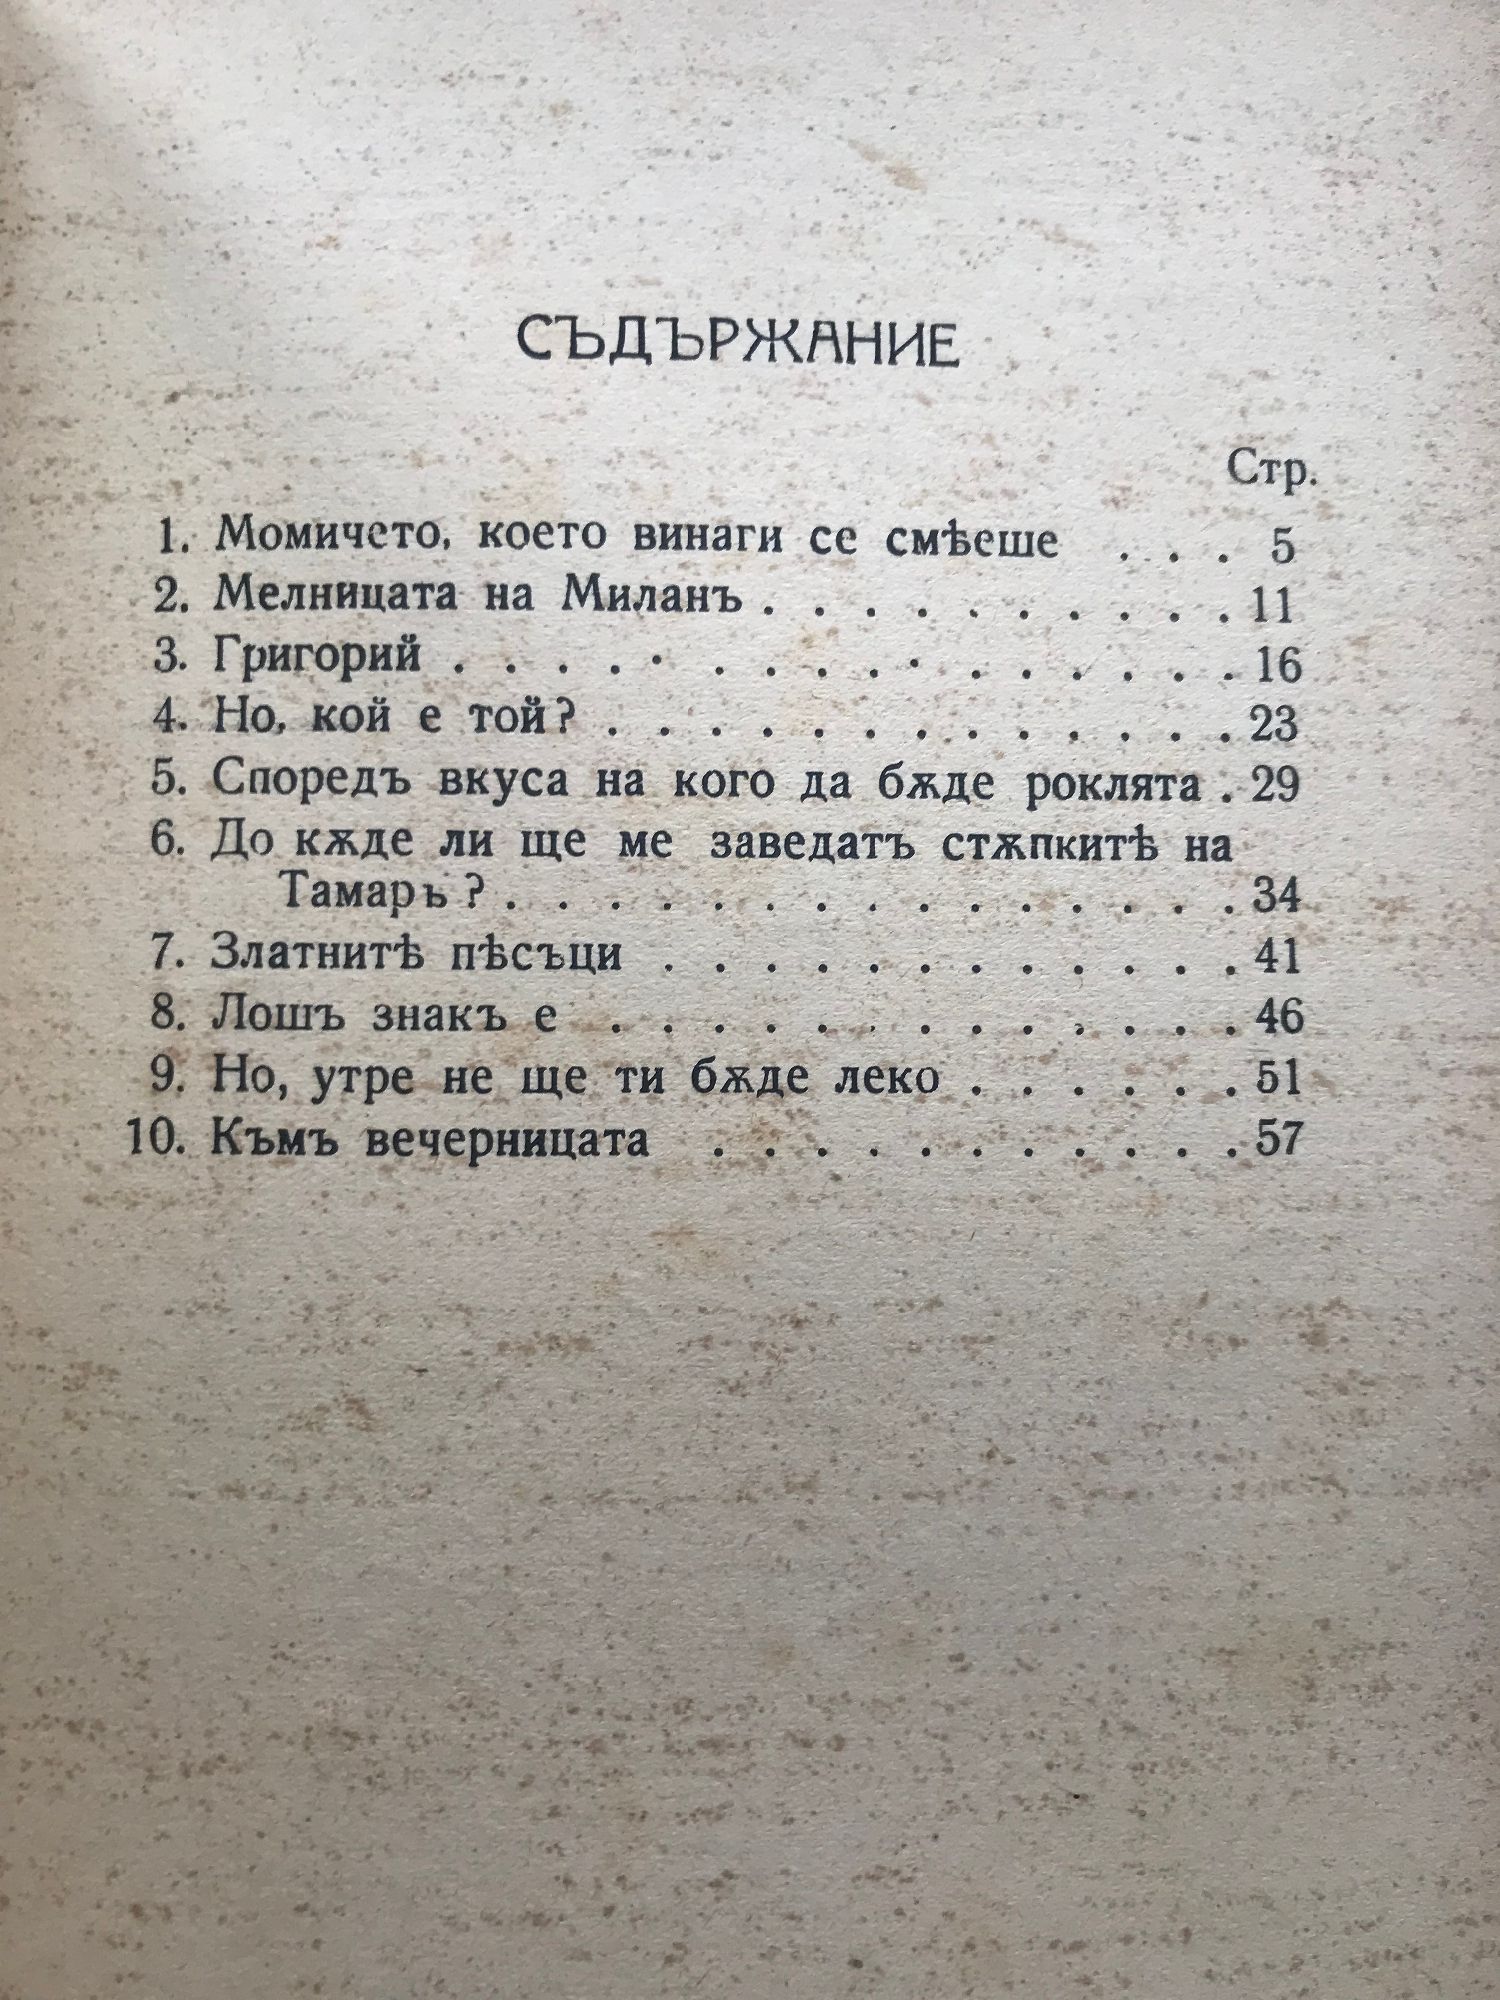 СЪДЪРЖАНИЕ
Стр.
1. Момичето, което винаги се смѣеше . . . 5
2. Мелницата на Миланъ . . . . . . . . . . 11
3. Григорий . . . . . . . . . . . . . . . . 16
4. Но, кой е той? . . . . . . . . . . . . . 23
5. Споредъ вкуса на кого да бѫде роклята . 29
6. До кѫде ли ще ме заведатъ стѫпкитѣ на
Тамаръ? . . . . . . . . . . . . . . . 34
7. Златнитѣ пѣсъци . . . . . . . . . . . . 41
8. Лошъ знакъ е . . . . . . . . . . . . . 46
9. Но, утре не ще ти бѫде леко . . . . . . 51
10. Къмъ вечерницата . . . . . . . . . . . 57